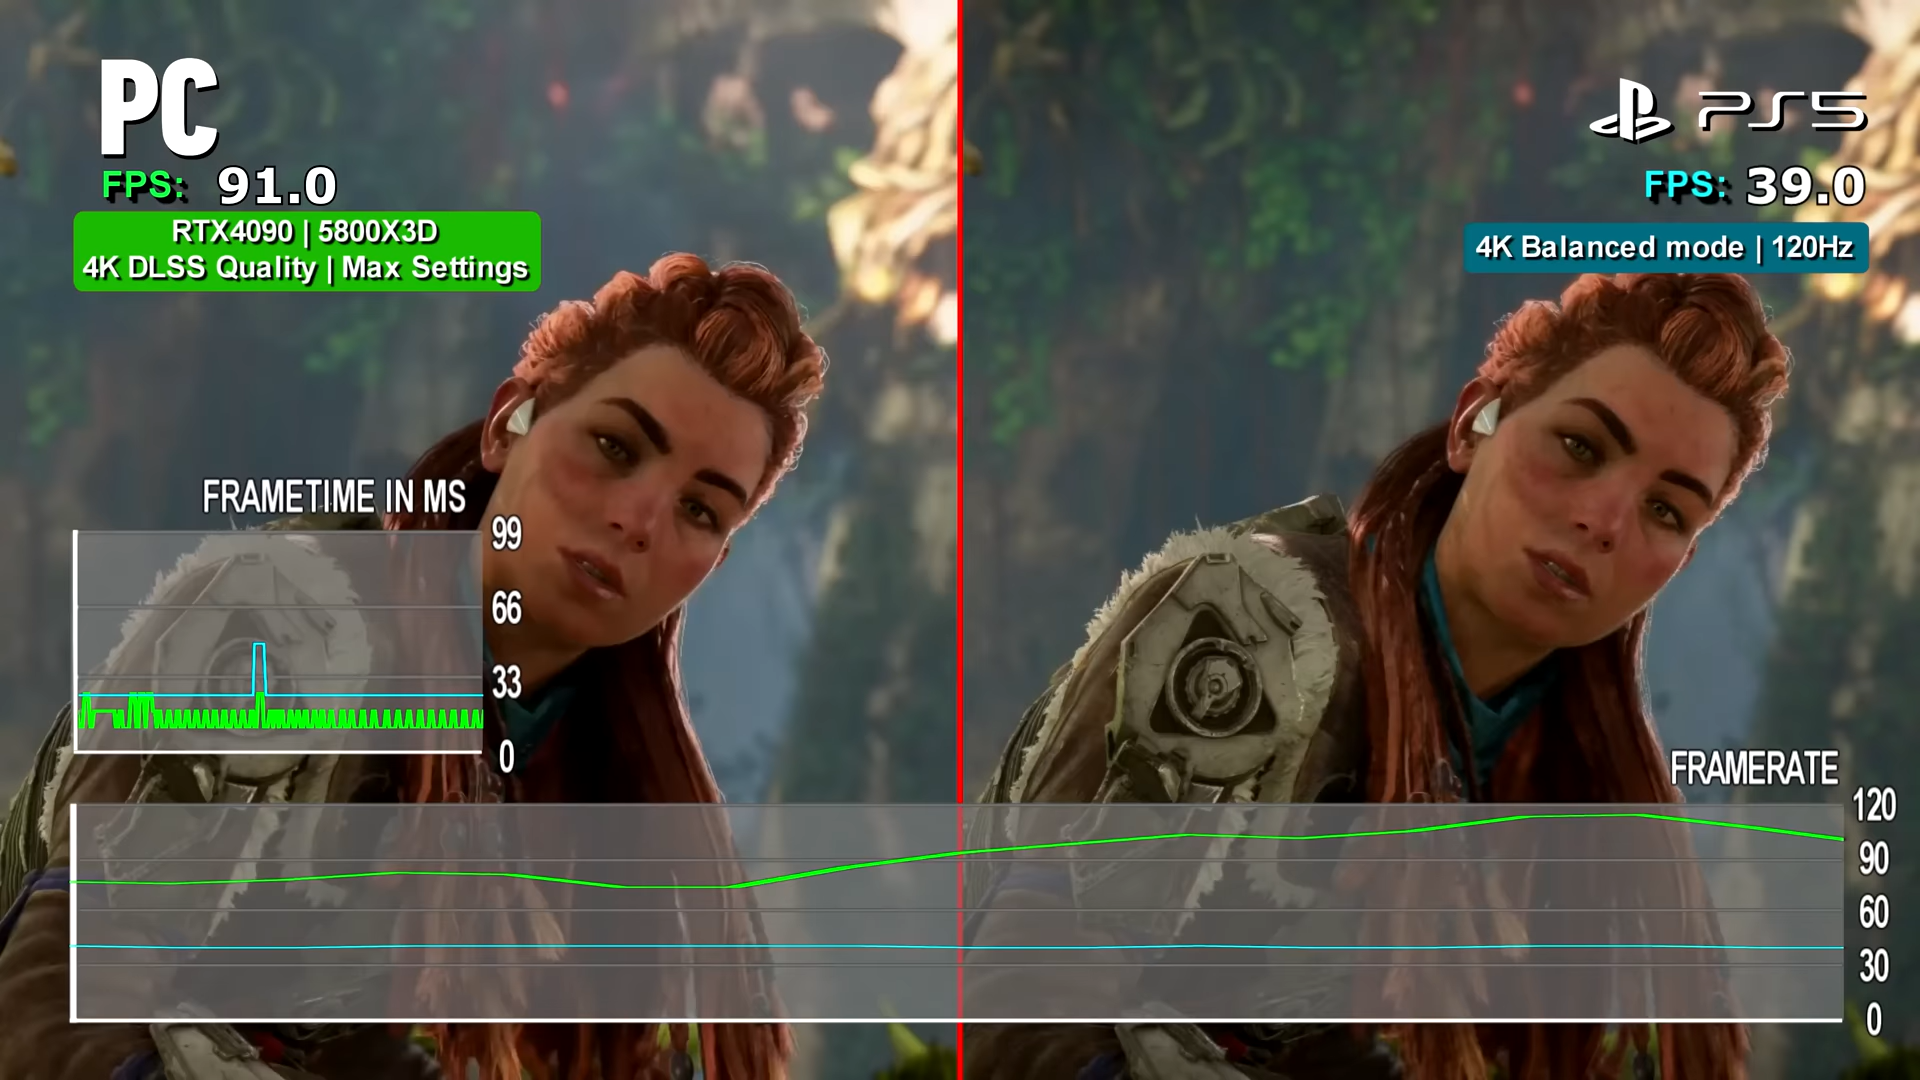 PC
FPS: 91.0
RTX4090 | 5800X3D
4K DLSS Quality | Max Settings
PS5
FPS: 39.0
4K Balanced mode | 120Hz
FRAMETIME IN MS
99
66
33
0
FRAMERATE
120
90
60
30
0